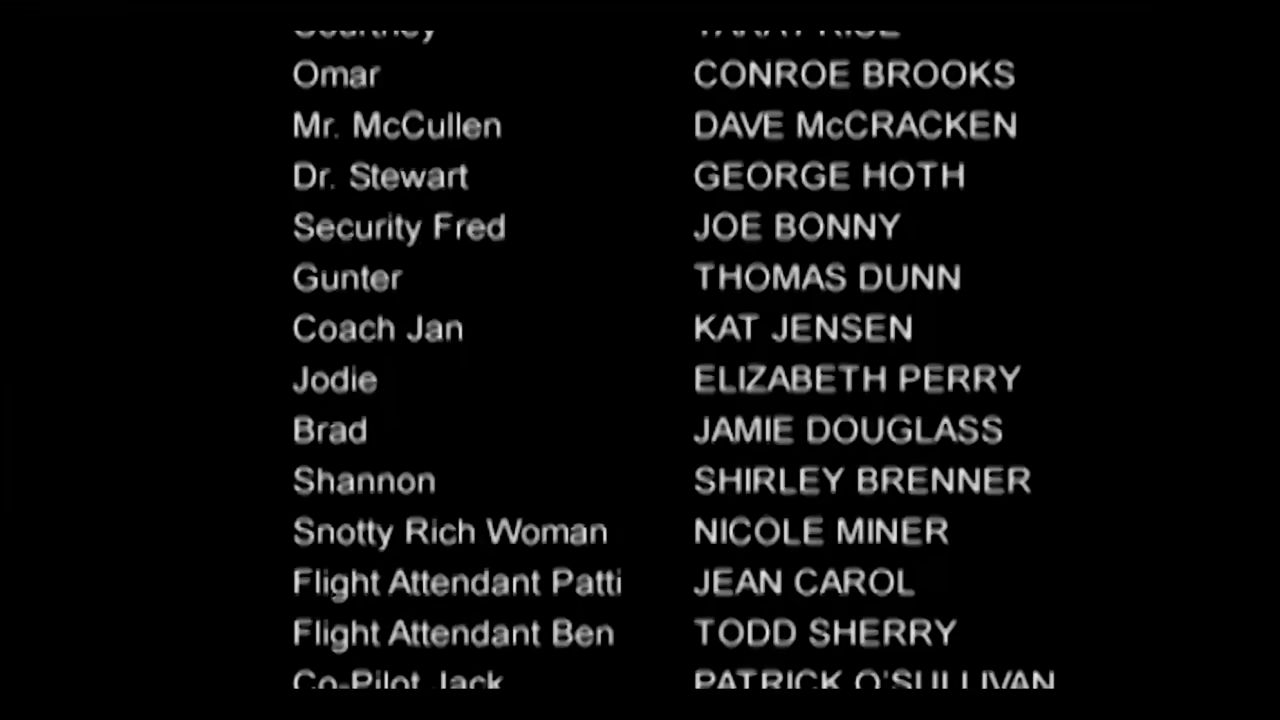 Courtney
Omar CONROE BROOKS
Mr. McCullen DAVE McCRACKEN
Dr. Stewart GEORGE HOTH
Security Fred JOE BONNY
Gunter THOMAS DUNN
Coach Jan KAT JENSEN
Jodie ELIZABETH PERRY
Brad JAMIE DOUGLASS
Shannon SHIRLEY BRENNER
Snotty Rich Woman NICOLE MINER
Flight Attendant Patti JEAN CAROL
Flight Attendant Ben TODD SHERRY
Co-Pilot Jack PATRICK O'SULLIVAN